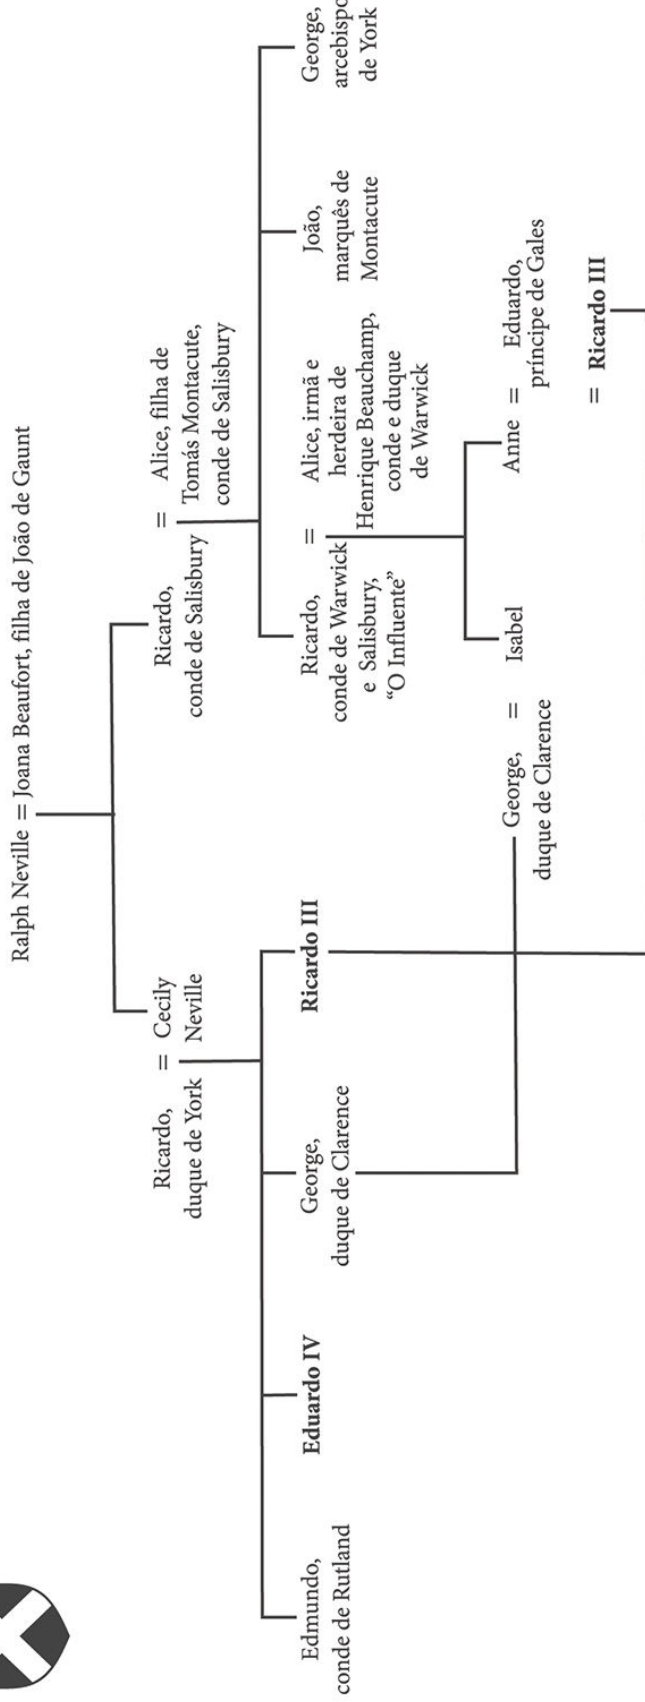 Ralph Neville = Joana Beaufort, filha de João de Gaunt
Ricardo,
duque de York
=
Cecily
Neville
Ricardo,
conde de Salisbury
=
Alice, filha de
Tomás Montacute,
conde de Salisbury
Edmundo,
conde de Rutland
Eduardo IV
George,
duque de Clarence
Ricardo III
Ricardo,
conde de Warwick
e Salisbury,
“O Influente”
=
Alice, irmã e
herdeira de
Henrique Beauchamp,
conde e duque
de Warwick
João,
marquês de
Montacute
George,
arcebispo
de York
George,
duque de Clarence
=
Isabel
Anne
=
Eduardo,
príncipe de Gales
= Ricardo III